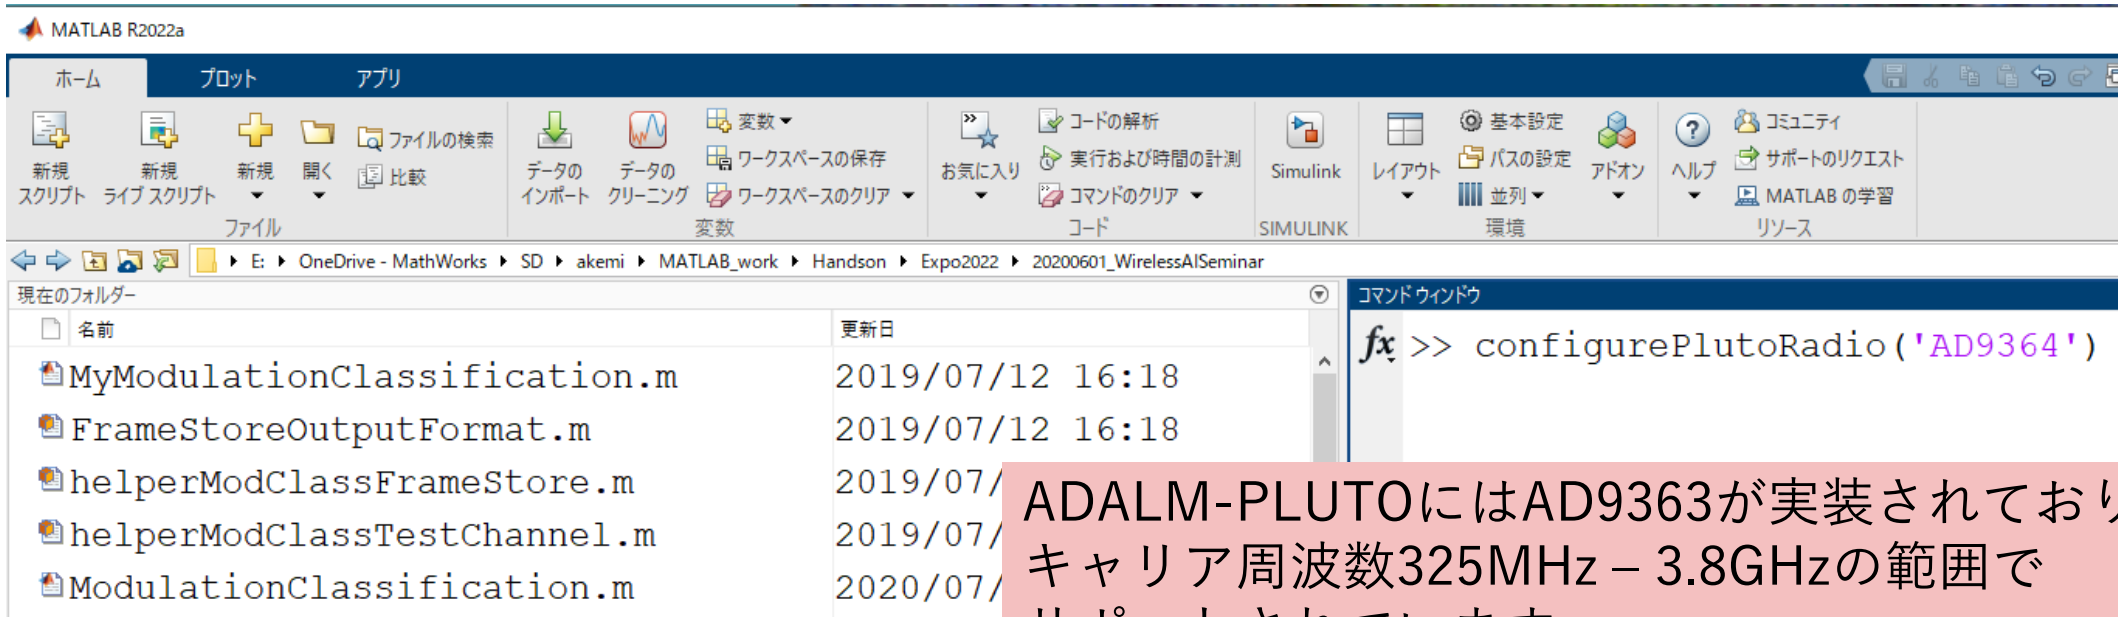 MATLAB R2022a
ホーム プロット アプリ
新規 スクリプト
新規 ライブ スクリプト
新規
開く
ファイルの検索
比較
ファイル
データの インポート
データの クリーニング
変数
ワークスペースの保存
ワークスペースのクリア
変数
お気に入り
コードの解析
実行および時間の計測
コマンドのクリア
コード
Simulink
SIMULINK
レイアウト
基本設定
パスの設定
並列
アドオン
環境
ヘルプ
コミュニティ
サポートのリクエスト
MATLAB の学習
リソース
E: OneDrive - MathWorks SD akemi MATLAB_work Handson Expo2022 20200601_WirelessAISeminar
現在のフォルダー
名前 更新日
MyModulationClassification.m 2019/07/12 16:18
FrameStoreOutputFormat.m 2019/07/12 16:18
helperModClassFrameStore.m 2019/07/
helperModClassTestChannel.m 2019/07/
ModulationClassification.m 2020/07/
コマンド ウィンドウ
fx >> configurePlutoRadio('AD9364')
ADALM-PLUTOにはAD9363が実装されており
キャリア周波数325MHz – 3.8GHzの範囲で
サポートされています